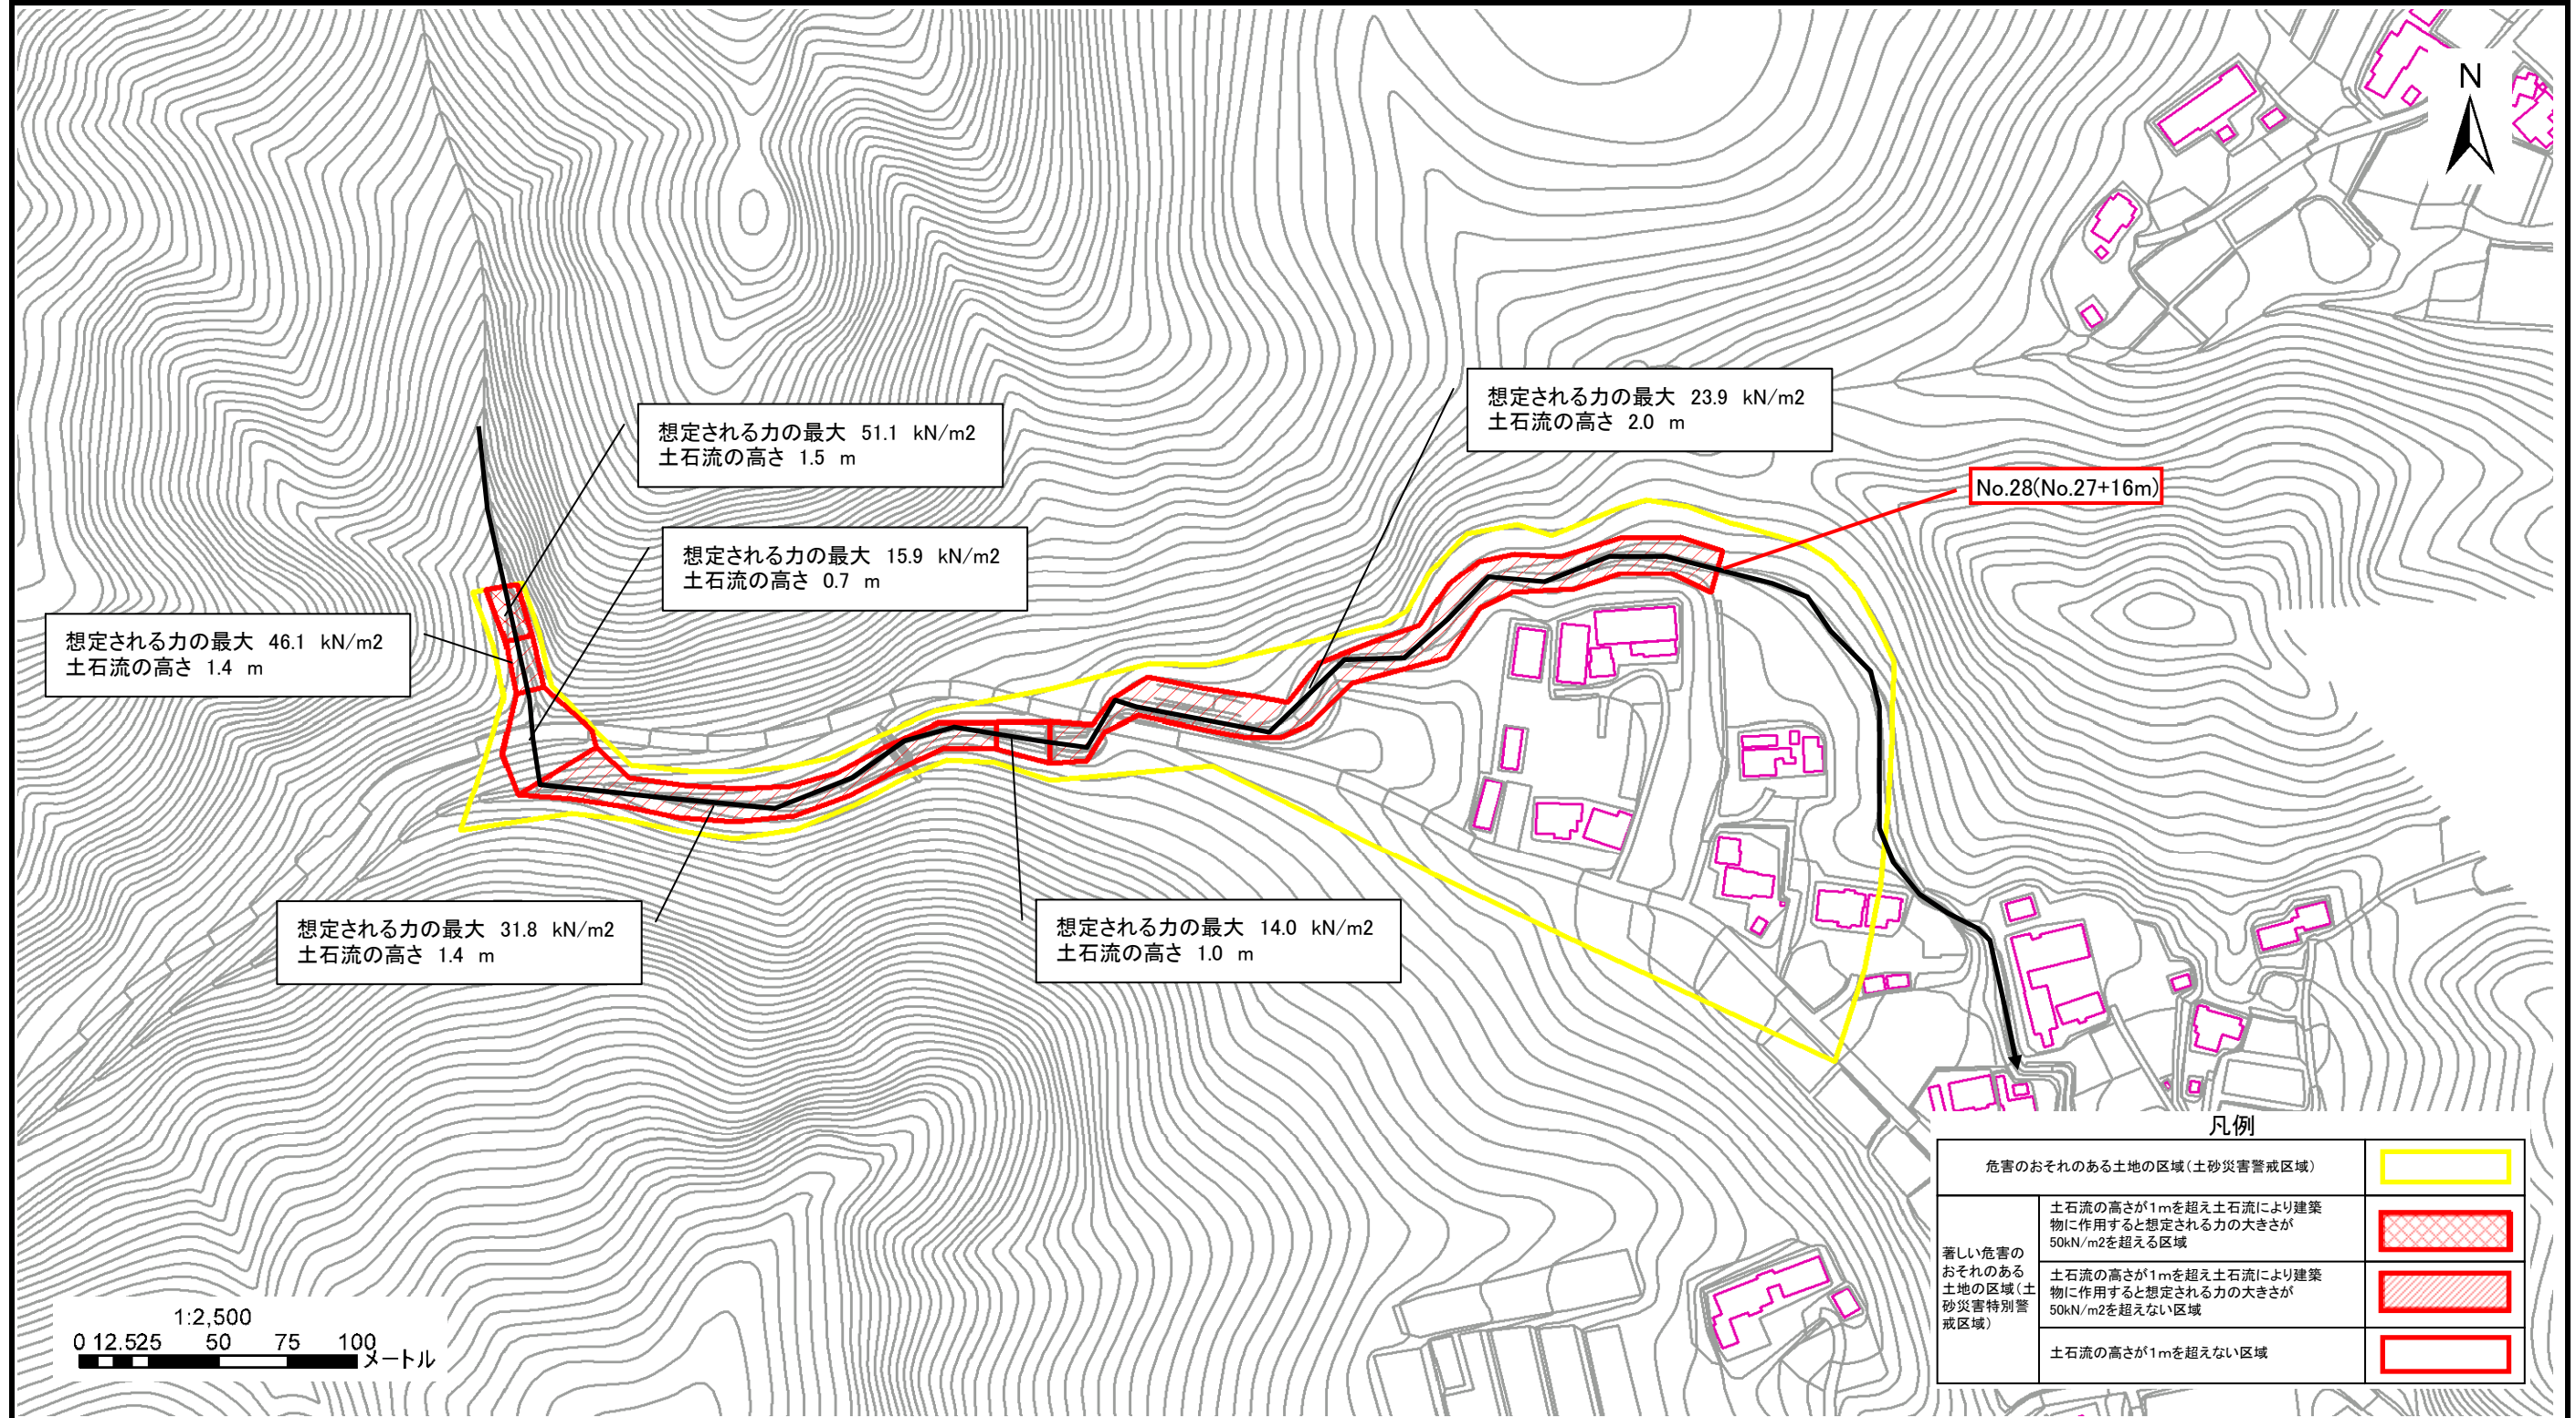 N
想定される力の最大 23.9 kN/m2
土石流の高さ 2.0 m
想定される力の最大 51.1 kN/m2
土石流の高さ 1.5 m
No.28(No.27+16m)
想定される力の最大 15.9 kN/m2
土石流の高さ 0.7 m
想定される力の最大 46.1 kN/m2
土石流の高さ 1.4 m
想定される力の最大 31.8 kN/m2
土石流の高さ 1.4 m
想定される力の最大 14.0 kN/m2
土石流の高さ 1.0 m
凡例
危害のおそれのある土地の区域(土砂災害警戒区域)
著しい危害の
おそれのある
土地の区域(土
砂災害特別警
戒区域)
土石流の高さが1mを超え土石流により建築
物に作用すると想定される力の大きさが
50kN/m2を超える区域
土石流の高さが1mを超え土石流により建築
物に作用すると想定される力の大きさが
50kN/m2を超えない区域
土石流の高さが1mを超えない区域
1:2,500
0 12.525 50 75 100
メートル